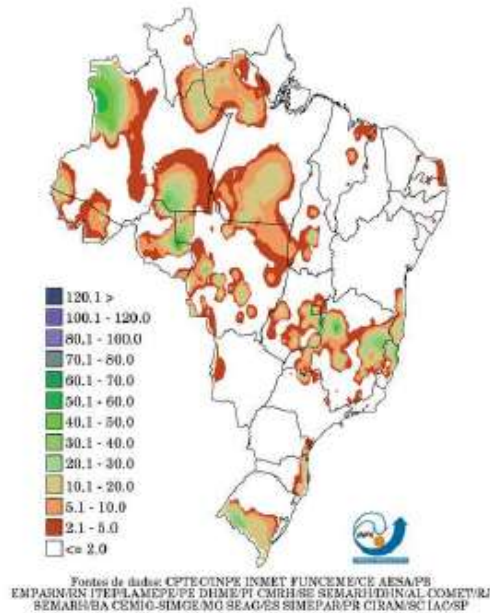 120.1 >
100.1 - 120.0
80.1 - 100.0
70.1 - 80.0
60.1 - 70.0
50.1 - 60.0
40.1 - 50.0
30.1 - 40.0
20.1 - 30.0
10.1 - 20.0
5.1 - 10.0
2.1 - 5.0
<= 2.0
Fontes de dados: CPTEC/INPE INMET FUNCEME/CE AESA/PB
EMPARN/RN ITEP/LAMEPE/PE DHME/PI CMRH/SE SEMARH/DHN/AL COMET/RJ
SEMARH/BA CEMIG-SIMGE/MG SEAG/ES SIMEPAR/PR CIRAM/SC IAC/SP